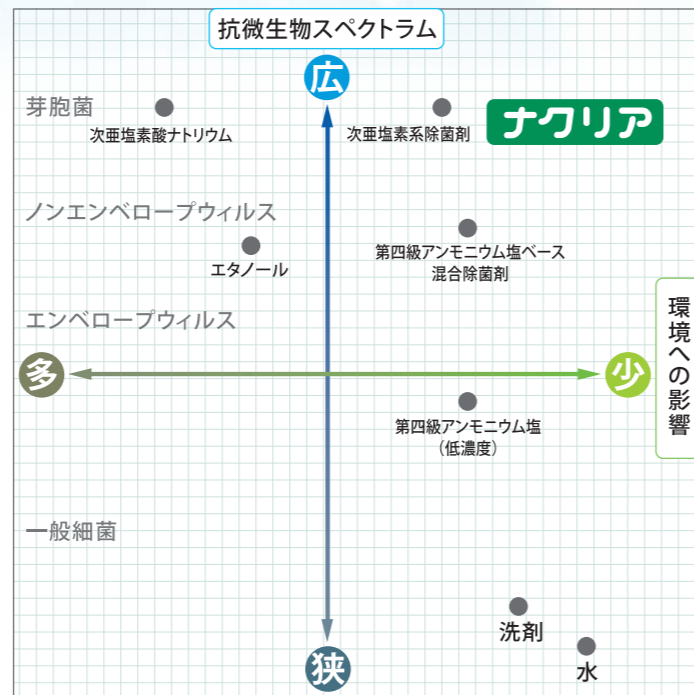 抗微生物スペクトラム
広
芽胞菌
次亜塩素酸ナトリウム
次亜塩素系除菌剤
ナクリア
ノンエンベロープウィルス
エタノール
第四級アンモニウム塩ベース
混合除菌剤
エンベロープウィルス
環境への影響
多
少
第四級アンモニウム塩
（低濃度）
一般細菌
洗剤
水
狭